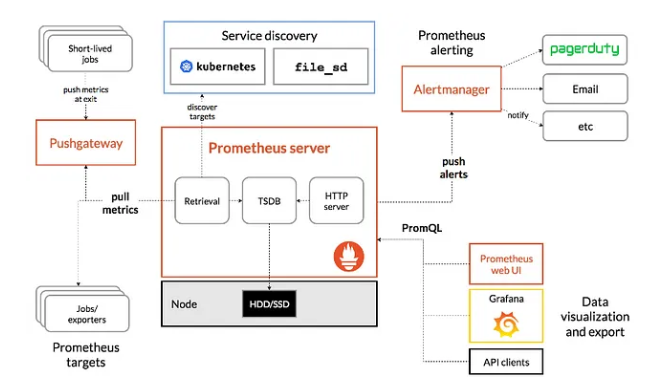 Short-lived
jobs
push metrics
at exit
Pushgateway
Service discovery
kubernetes
file_sd
discover
targets
Prometheus
alerting
Alertmanager
pagerduty
Email
etc
notify
push
alerts
Prometheus server
Retrieval
TSDB
HTTP
server
pull
metrics
Node
HDD/SSD
Jobs/
exporters
Prometheus
targets
PromQL
Prometheus
web UI
Grafana
API clients
Data
visualization
and export